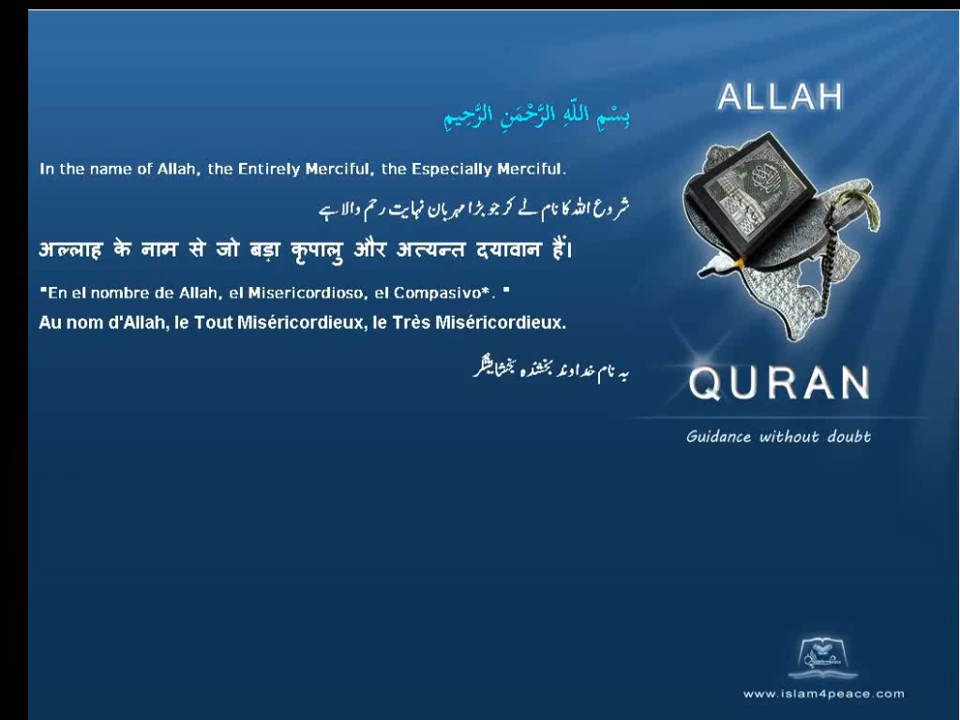 بِسْمِ اللَّهِ الرَّحْمَنِ الرَّحِيمِ
In the name of Allah, the Entirely Merciful, the Especially Merciful.
شروع الله کا نام لے کر جو بڑا مہربان نہایت رحم والا ہے
अल्लाह के नाम से जो बड़ा कृपालु और अत्यन्त दयावान हैं।
"En el nombre de Allah, el Misericordioso, el Compasivo*. "
Au nom d'Allah, le Tout Miséricordieux, le Très Miséricordieux.
به نام خداوند بخشنده بخشایشگر
ALLAH
QURAN
Guidance without doubt
www.islam4peace.com